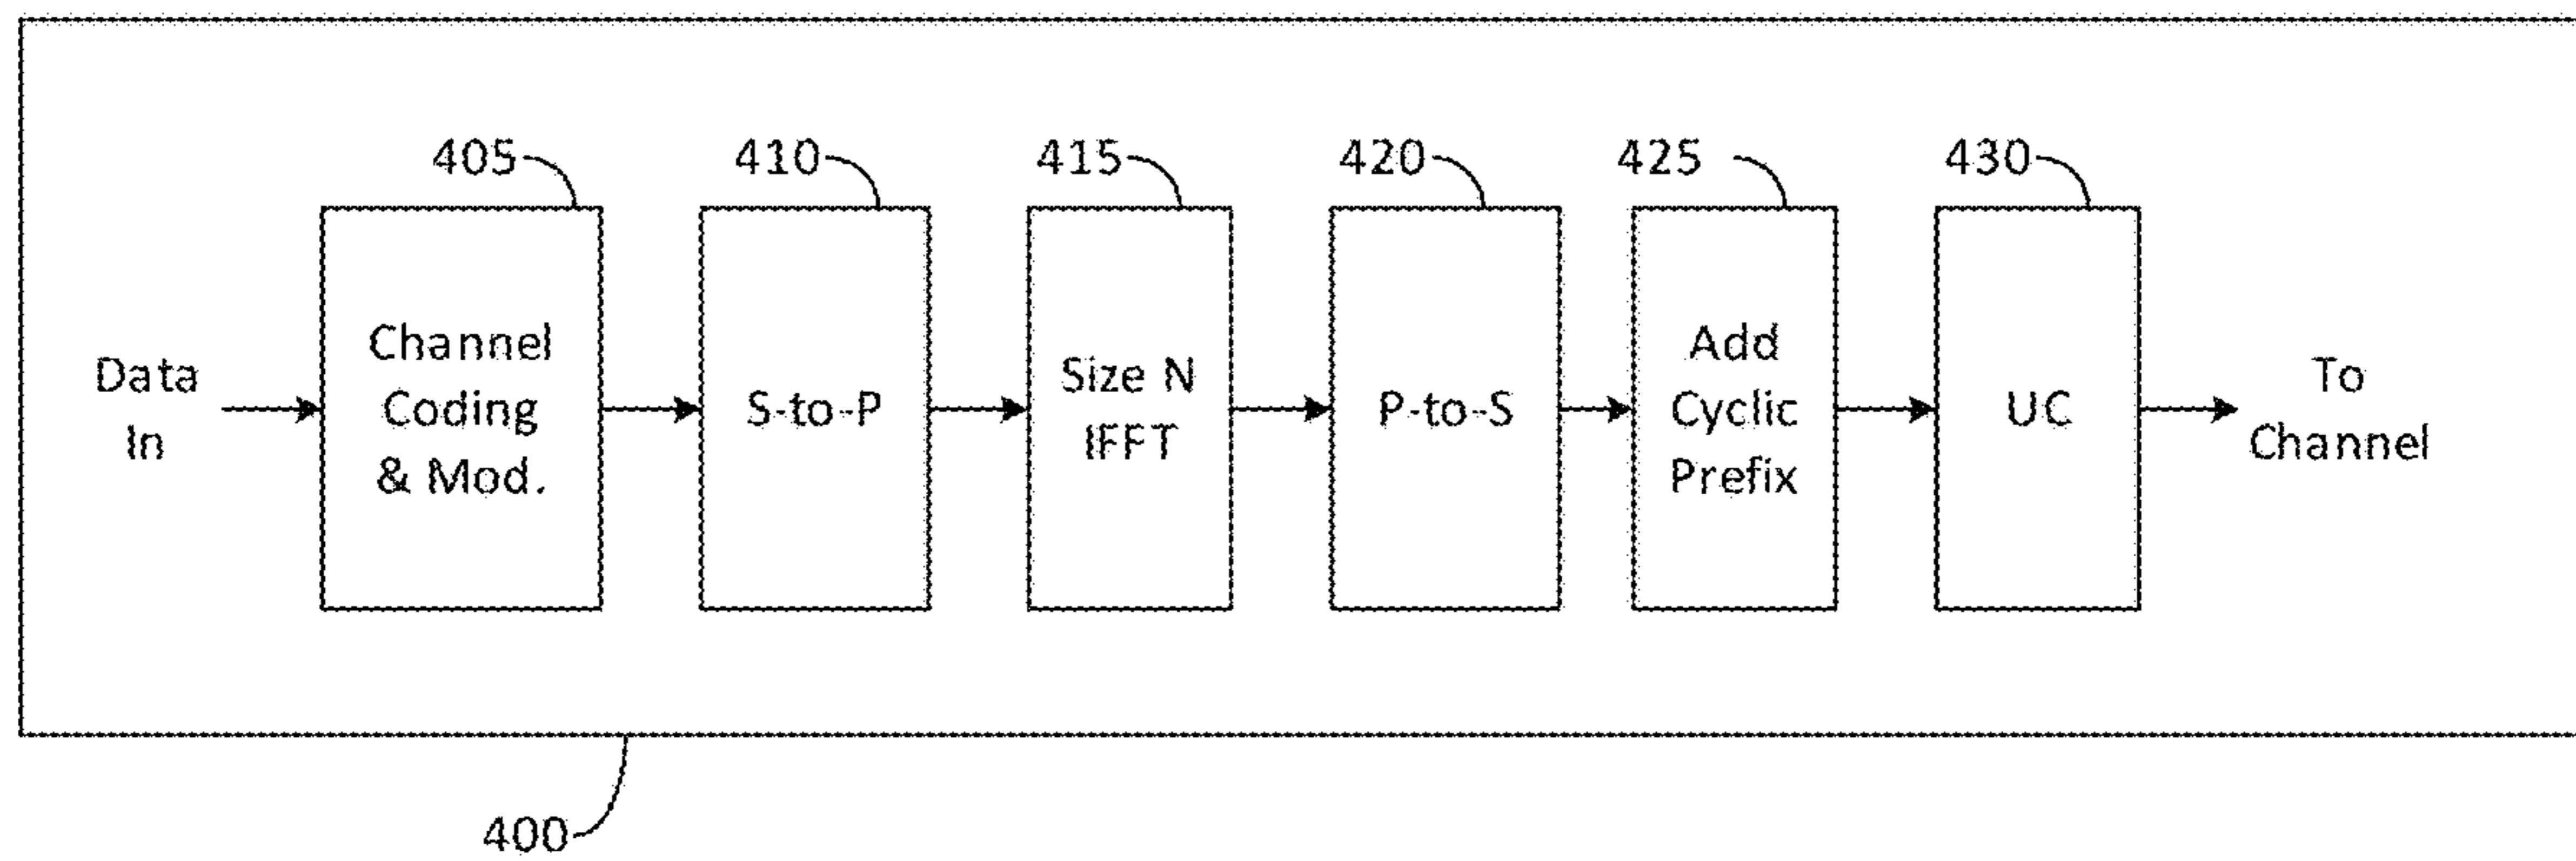 405
410
415
420
425
430
Data
In
Channel
Coding
& Mod.
S-to-P
Size N
IFFT
P-to-S
Add
Cyclic
Prefix
UC
To
Channel
400